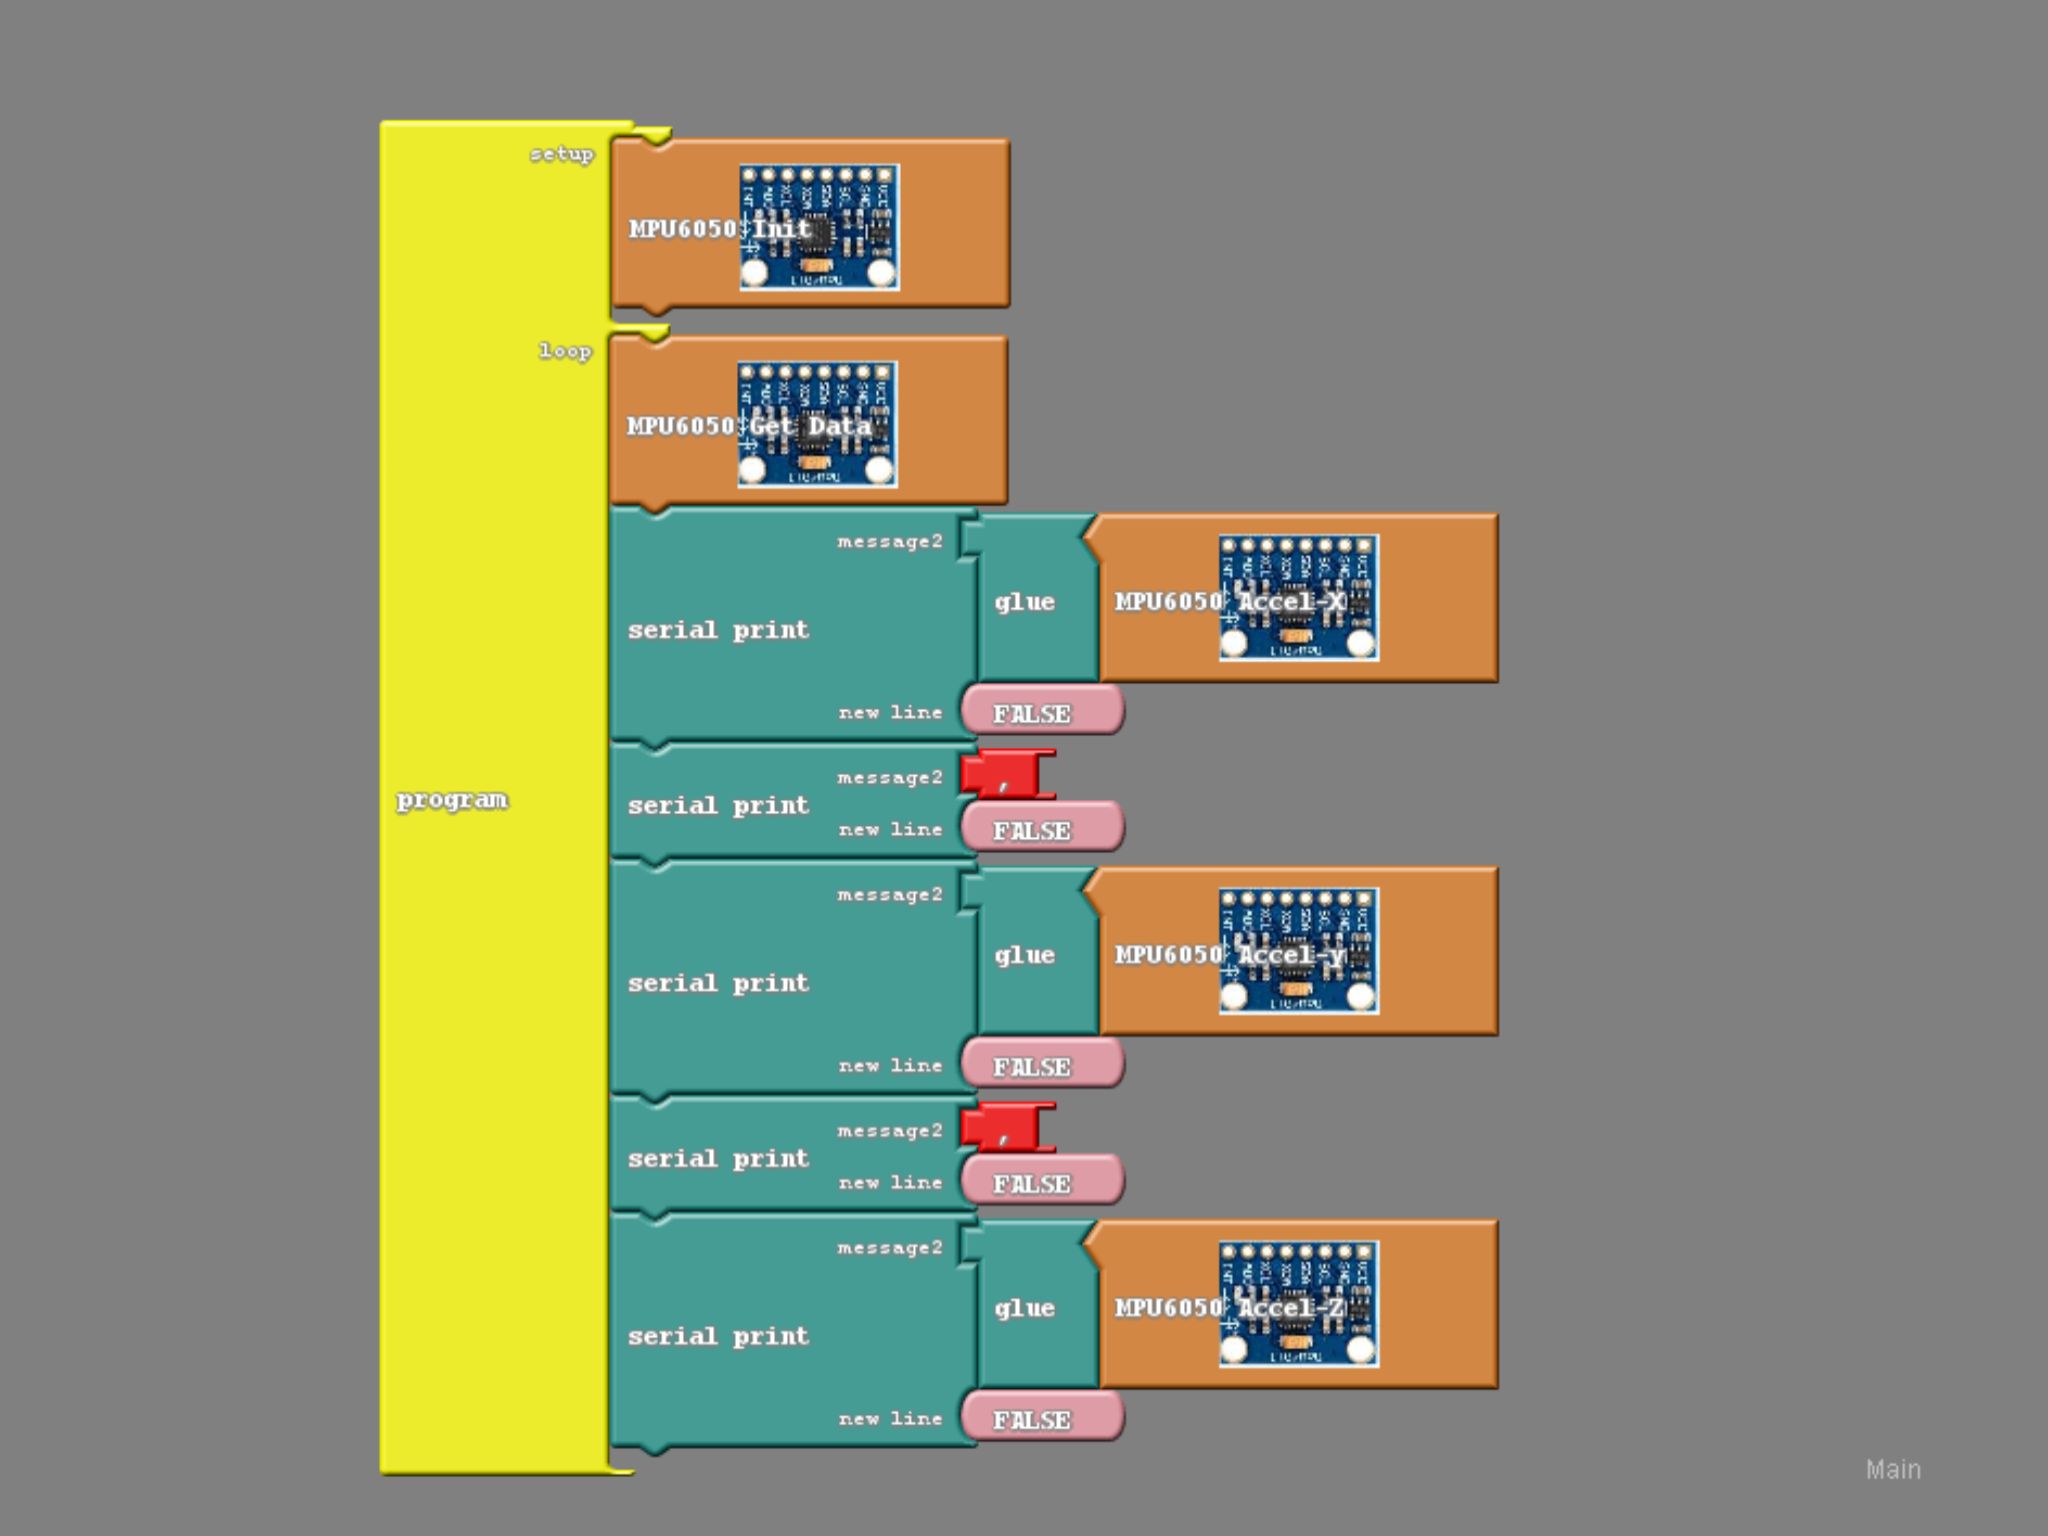 setup
MPU6050 Init
loop
MPU6050 Get Data
message2
glue
MPU6050 Accel-X
serial print
new line
FALSE
message2
,
serial print
new line
FALSE
program
message2
glue
MPU6050 Accel-y
serial print
new line
FALSE
message2
,
serial print
new line
FALSE
message2
glue
MPU6050 Accel-Z
serial print
new line
FALSE
Main